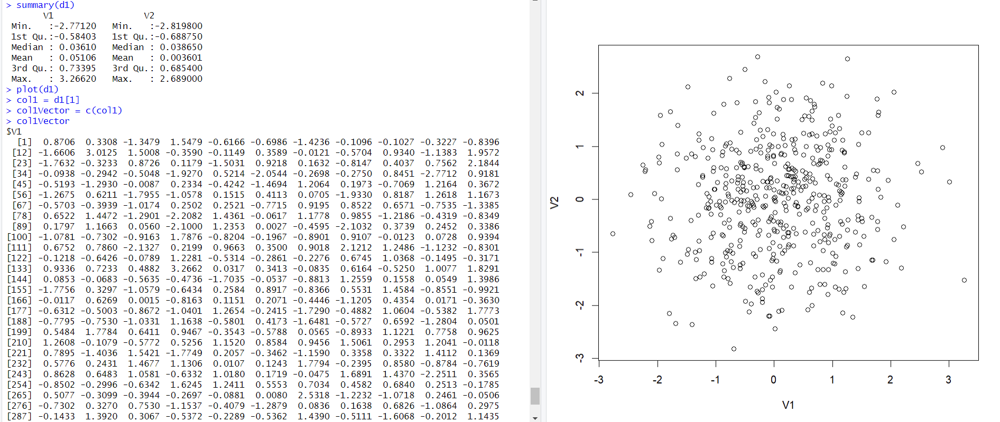 > summary(d1)
       V1                 V2
 Min.   :-2.77120   Min.   :-2.819800
 1st Qu.:-0.58403   1st Qu.:-0.688750
 Median : 0.03610   Median : 0.038650
 Mean   : 0.05106   Mean   : 0.003601
 3rd Qu.: 0.73395   3rd Qu.: 0.685400
 Max.   : 3.26620   Max.   : 2.689000
> plot(d1)
> col1 = d1[1]
> col1Vector = c(col1)
> col1Vector
$V1
  [1]  0.8706  0.3308 -1.3479  1.5479 -0.6166 -0.6986 -1.4236 -0.1096 -0.1027 -0.3227 -0.8396
 [12] -1.6606  3.0125  1.5008 -0.3590 -0.1149  0.3589 -0.0121 -0.5704  0.9340 -1.1383  1.9572
 [23] -1.7632 -0.3233  0.8726  0.1179 -1.5031  0.9218  0.1632 -0.8147  0.4037  0.7562  2.1844
 [34] -0.0938 -0.2942 -0.5048 -1.9270  0.5214 -2.0544 -0.2698 -0.2750  0.8451 -2.7712  0.9181
 [45] -0.5193 -1.2930 -0.0087  0.2334 -0.4242 -1.4694  1.2064  0.1973 -0.7069  1.2164  0.3672
 [56] -1.2675  0.6211 -1.7955 -1.0578  0.1515  0.4113  0.0705 -1.9330  0.8187  1.2618  1.1673
 [67] -0.5703 -0.3939 -1.0174  0.2502  0.2521 -0.7715  0.9195  0.8522  0.6571 -0.7535 -1.3385
 [78]  0.6522  1.4472 -1.2901 -2.2082  1.4361 -0.0617  1.1778  0.9855 -1.2186 -0.4319 -0.8349
 [89]  0.1797  1.1663  0.0560 -2.1000  1.2353  0.0027 -0.4595 -2.1032  0.3739  0.2452  0.3386
[100] -1.0781 -0.7302 -0.9163  1.7876 -0.8204 -0.1967 -0.8901  0.9107 -0.0123  0.0728  0.9394
[111]  0.6752  0.7860 -2.1327  0.2199  0.9663  0.3500  0.9018  2.1212  1.2486 -1.1232 -0.8301
[122] -0.1218 -0.6426 -0.0789  1.2281 -0.5314 -0.2861 -0.2276  0.6745  1.0368 -0.1495 -0.3171
[133]  0.9336  0.7233  0.4882  3.2662  0.0317  0.3413 -0.0835  0.6164 -0.5250  1.0077  1.8291
[144]  0.0853 -0.0683 -0.5635 -0.4736 -1.7035 -0.0537 -0.8813  1.2559  0.1558  0.0549  1.3986
[155] -1.7756  0.3297 -1.0579 -0.6434  0.2584  0.8917 -0.8366  0.5531  1.4584 -0.8551 -0.9921
[166] -0.0117  0.6269  0.0015 -0.8163  0.1151  0.2071 -0.4446 -1.1205  0.4354  0.0171 -0.3630
[177] -0.6312 -0.5003 -0.8672 -1.0401  1.2654 -0.2415 -1.7290 -0.4882  1.0604 -0.5382  1.7773
[188] -0.7795 -0.7530 -1.0331  1.1638 -0.5801  0.4173 -1.6481 -0.5727  0.6592 -1.2804  0.0501
[199]  0.5484  1.7784  0.6411  0.9467 -0.3543 -0.5788  0.0565 -0.8933  1.1221  0.7758  0.9625
[210]  1.2608 -0.1079 -0.5772  0.5256  1.1520  0.8584  0.9456  1.5061  0.2953  1.2041 -0.0118
[221]  0.7895 -1.4036  1.5421 -1.7749  0.2057 -0.3462 -1.1590  0.3358  0.3322  1.4112  0.1369
[232]  0.5776  0.2431  1.4677  1.1306  0.0107  0.1243  1.7794 -0.2395  0.8580 -0.8784 -0.7619
[243]  0.8628  0.6483  1.0581 -0.6332  1.0180  0.1719 -0.0475  1.6891  1.4370 -2.2511  0.3565
[254] -0.8502 -0.2996 -0.6342  1.6245  1.2411  0.5553  0.7034  0.4582  0.6840  0.2513 -0.1785
[265]  0.5077 -0.3099 -0.3944 -0.2697 -0.0881  0.0080  2.5318 -1.2232 -1.0718  0.2461 -0.0506
[276] -0.7302  0.3270  0.7530 -1.1537 -0.4079 -1.2879  0.0836  0.1638  0.6826 -1.0864  0.2975
[287] -0.1433  1.3920  0.3067 -0.5372 -0.2289 -0.5362  1.4390 -0.5111 -1.6068 -0.2012  1.1435
2
1
0
-1
-2
-3
V2
-3 -2 -1 0 1 2 3
V1